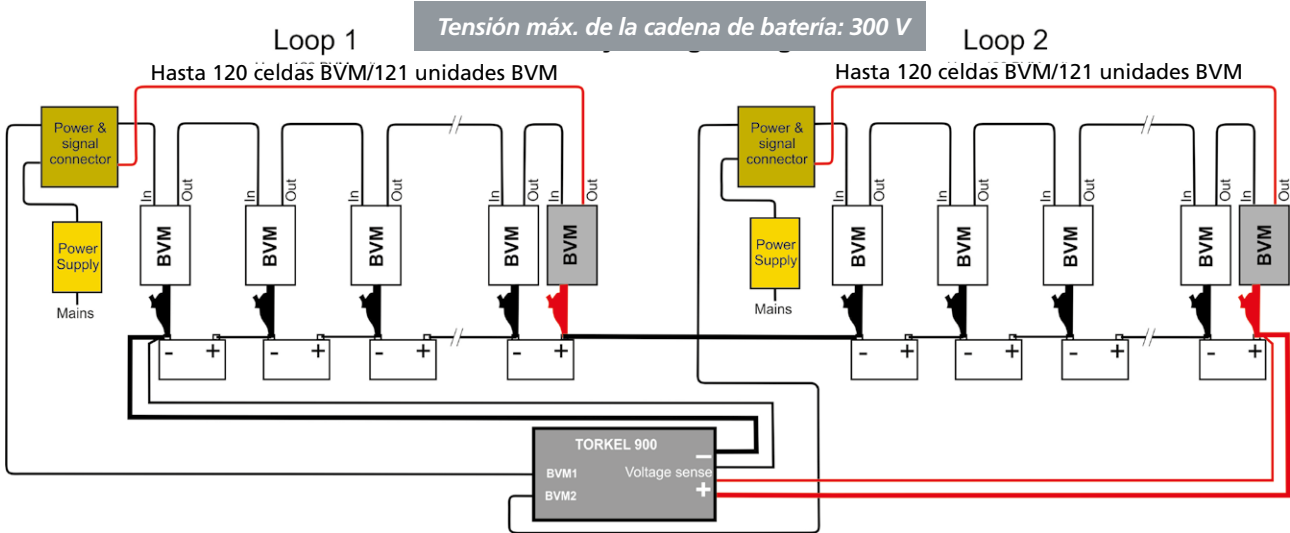 Tensión máx. de la cadena de batería: 300 V
Loop 1
Loop 2
Hasta 120 celdas BVM/121 unidades BVM
Hasta 120 celdas BVM/121 unidades BVM
Power &
signal
connector
In
Out
In
Out
In
Out
In
Out
In
Out
BVM
BVM
BVM
BVM
BVM
Power
Supply
Mains
Power &
signal
connector
In
Out
In
Out
In
Out
In
Out
In
Out
BVM
BVM
BVM
BVM
BVM
Power
Supply
Mains
- +
- +
- +
- +
- +
- +
- +
- +
TORKEL 900
–
BVM1
Voltage sense
BVM2
+